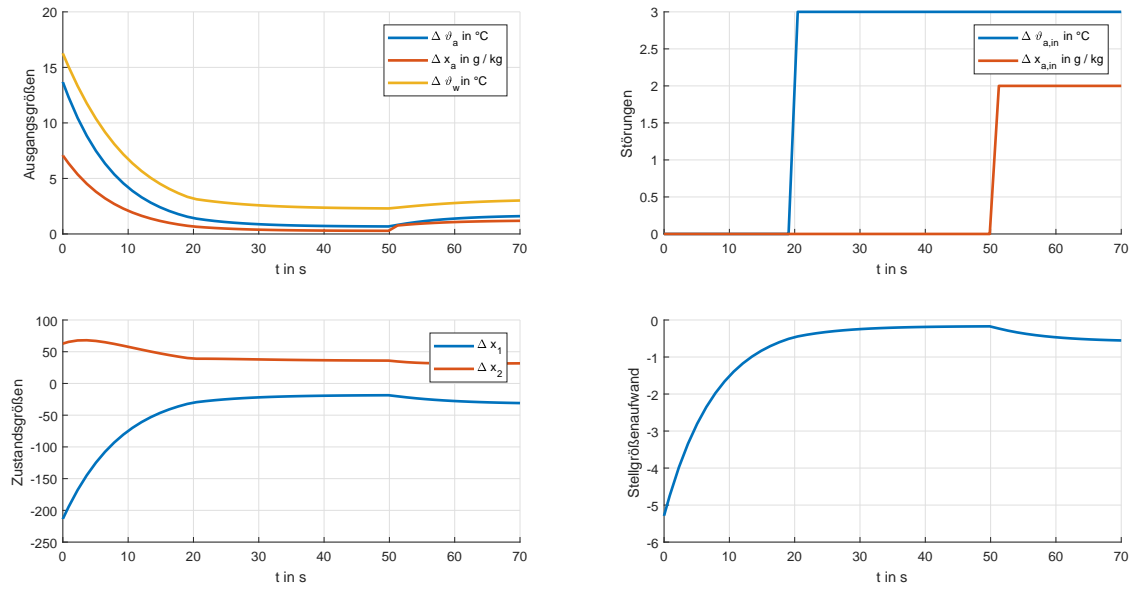 20
15
10
5
0
Ausgangsgrößen
Δ ϑa in °C
Δ xa in g / kg
Δ ϑw in °C
0 10 20 30 40 50 60 70
t in s
3
2.5
2
1.5
1
0.5
0
Störungen
Δ ϑa,in in °C
Δ xa,in in g / kg
0 10 20 30 40 50 60 70
t in s
100
50
0
-50
-100
-150
-200
-250
Zustandsgrößen
Δ x1
Δ x2
0 10 20 30 40 50 60 70
t in s
0
-1
-2
-3
-4
-5
-6
Stellgrößenaufwand
0 10 20 30 40 50 60 70
t in s